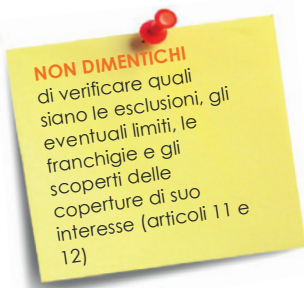 NON DIMENTICHI
di verificare quali
siano le esclusioni, gli
eventuali limiti, le
franchigie e gli
scoperti delle
coperture di suo
interesse (articoli 11 e
12)